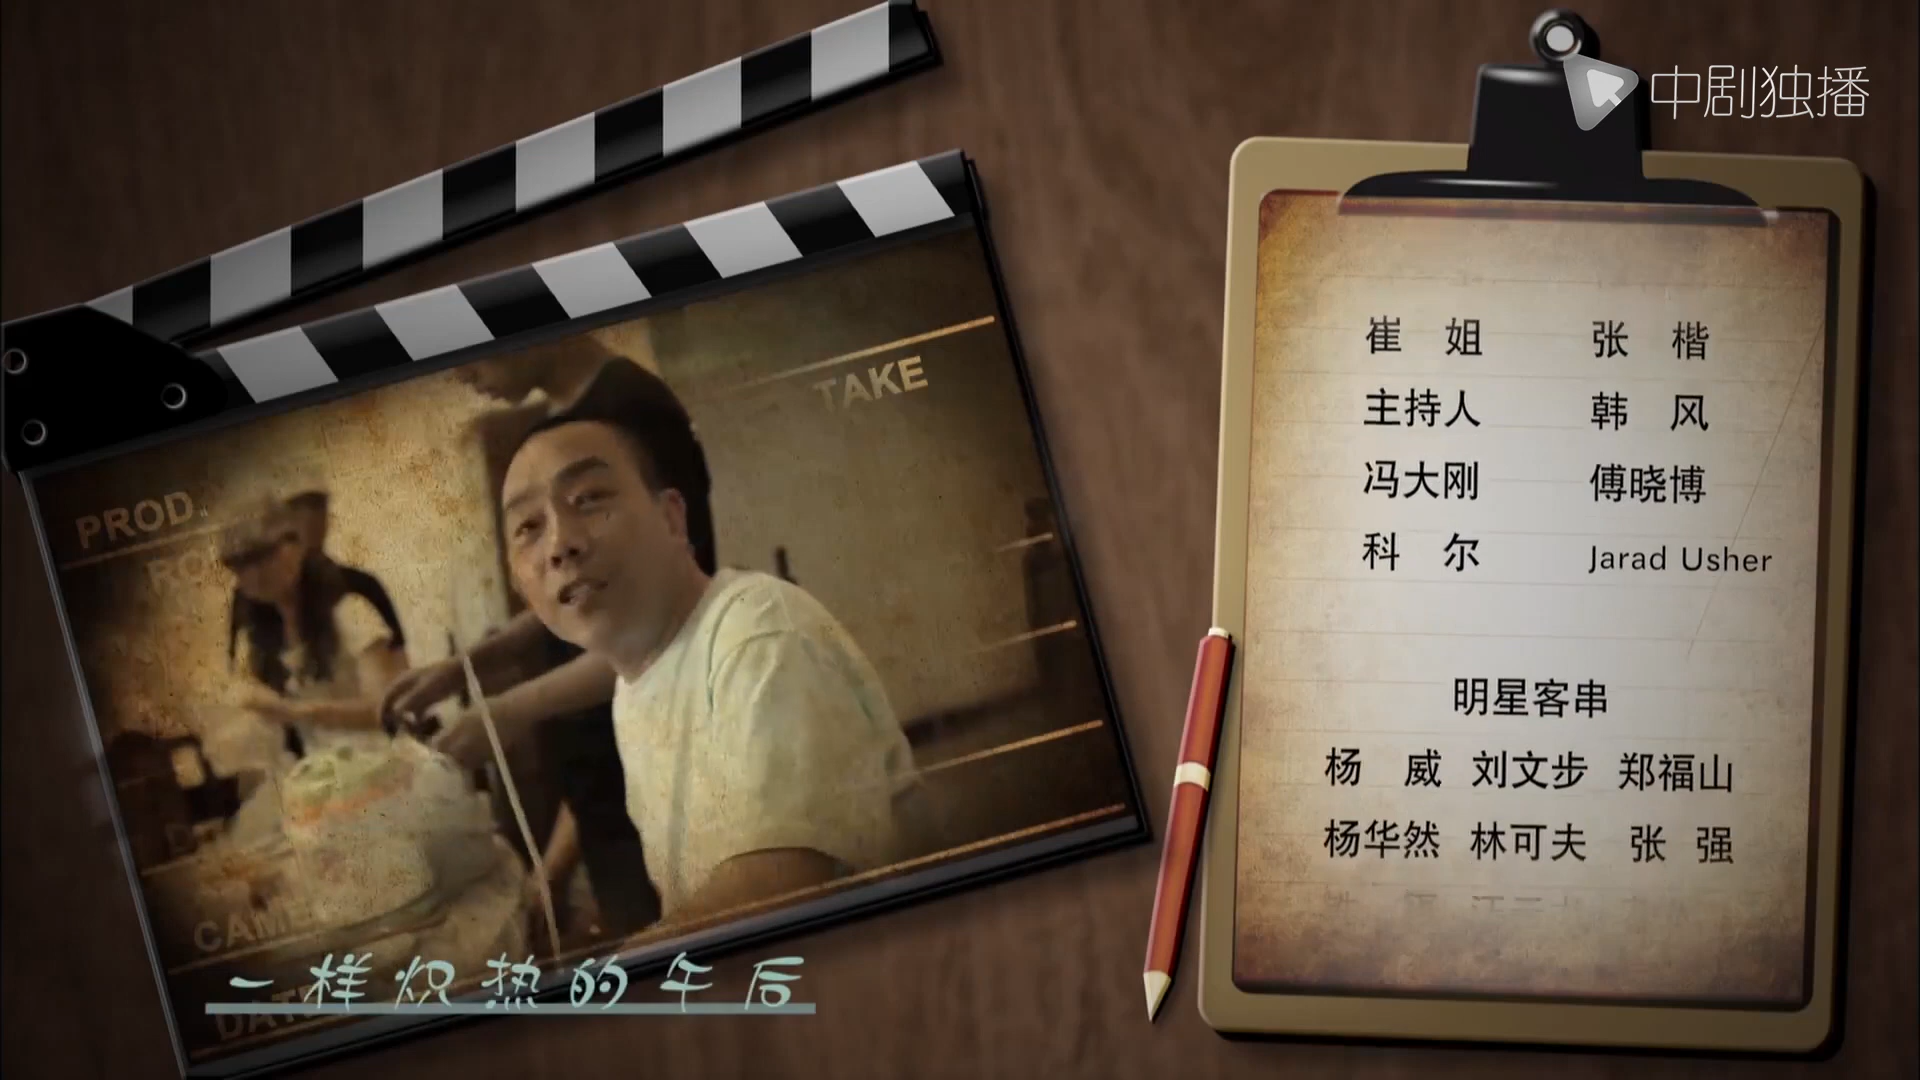 中剧独播
TAKE
PROD.
CAME
DATE
一样炽热的午后
崔 姐 张 楷
主持人 韩 风
冯大刚 傅晓博
科 尔 Jarad Usher
明星客串
杨 威 刘文步 郑福山
杨华然 林可夫 张 强